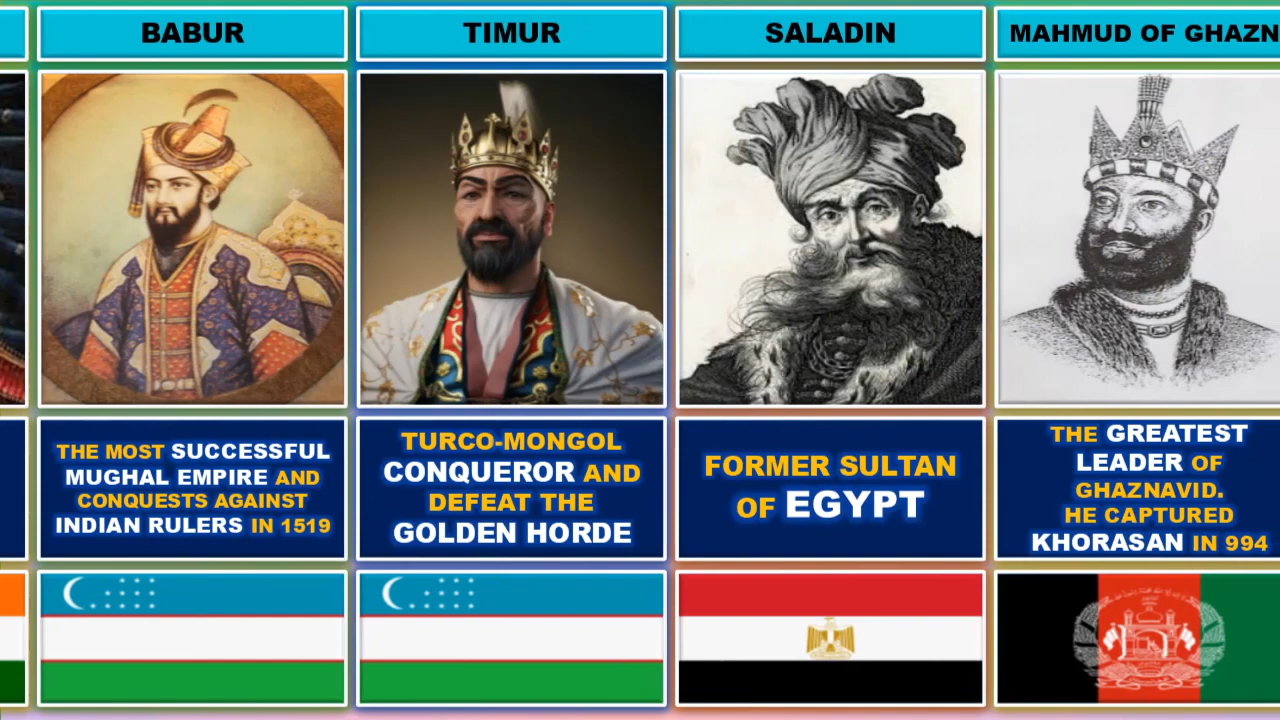 BABUR
TIMUR
SALADIN
MAHMUD OF GHAZN
THE MOST SUCCESSFUL
MUGHAL EMPIRE AND
CONQUESTS AGAINST
INDIAN RULERS IN 1519
TURCO-MONGOL
CONQUEROR AND
DEFEAT THE
GOLDEN HORDE
FORMER SULTAN
OF EGYPT
THE GREATEST
LEADER OF
GHAZNAVID.
HE CAPTURED
KHORASAN IN 994